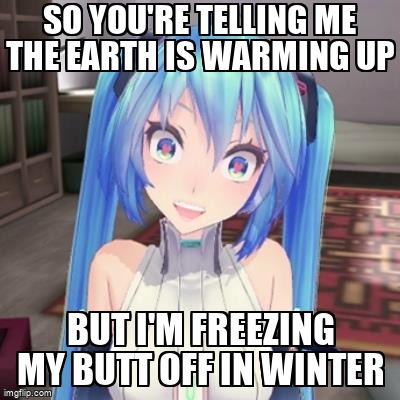 SO YOU'RE TELLING ME
THE EARTH IS WARMING UP
BUT I'M FREEZING
MY BUTT OFF IN WINTER
imgflip.com